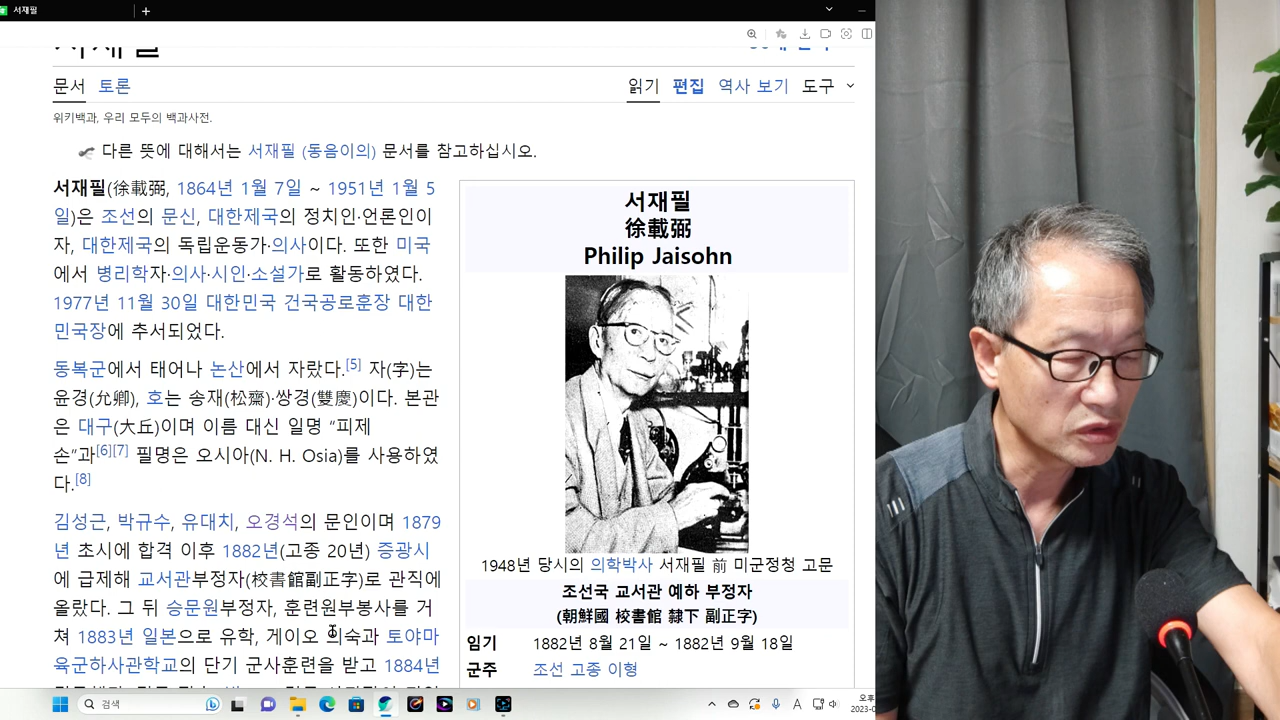 서재필
문서 토론 읽기 편집 역사 보기 도구
위키백과, 우리 모두의 백과사전.
다른 뜻에 대해서는 서재필 (동음이의) 문서를 참고하십시오.
서재필(徐載弼, 1864년 1월 7일 ~ 1951년 1월 5
일)은 조선의 문신, 대한제국의 정치인·언론인이
자, 대한제국의 독립운동가·의사이다. 또한 미국
에서 병리학자·의사·시인·소설가로 활동하였다.
1977년 11월 30일 대한민국 건국공로훈장 대한
민국장에 추서되었다.
동복군에서 태어나 논산에서 자랐다.[5] 자(字)는
윤경(允卿), 호는 송재(松齋)·쌍경(雙慶)이다. 본관
은 대구(大丘)이며 이름 대신 일명 “피제
손”과[6][7] 필명은 오시아(N. H. Osia)를 사용하였
다.[8]
김성근, 박규수, 유대치, 오경석의 문인이며 1879
년 초시에 합격 이후 1882년(고종 20년) 증광시
에 급제해 교서관부정자(校書館副正字)로 관직에
올랐다. 그 뒤 승문원부정자, 훈련원부봉사를 거
쳐 1883년 일본으로 유학, 게이오 의숙과 토야마
육군하사관학교의 단기 군사훈련을 받고 1884년
서재필
徐載弼
Philip Jaisohn
1948년 당시의 의학박사 서재필 前 미군정청 고문
조선국 교서관 예하 부정자
(朝鮮國 校書館 隸下 副正字)
임기 1882년 8월 21일 ~ 1882년 9월 18일
군주 조선 고종 이형
검색
A
오후